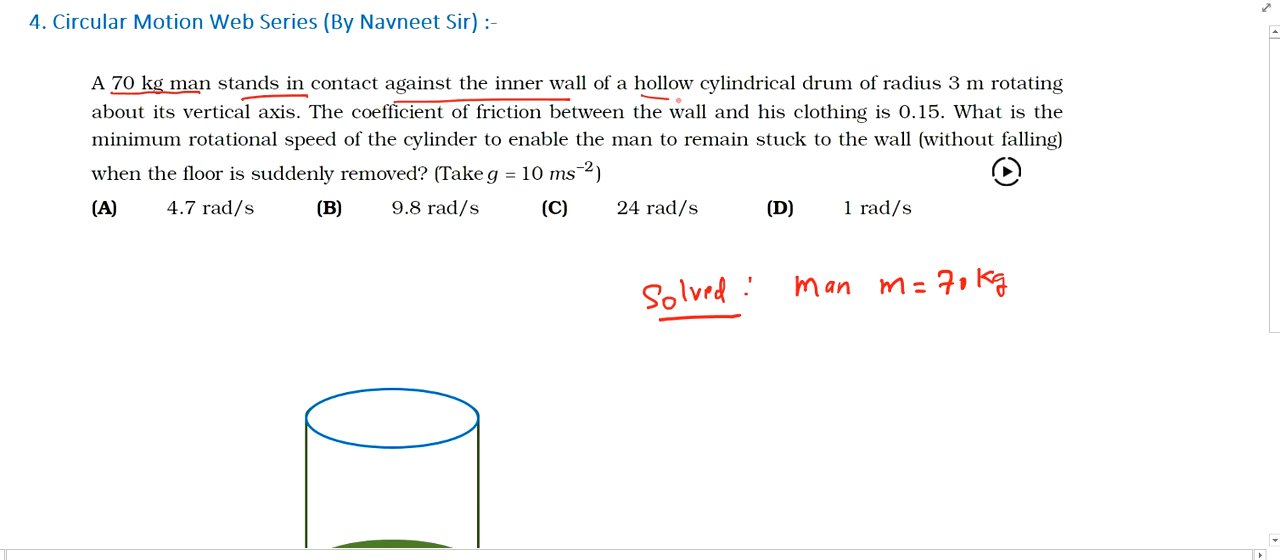 4. Circular Motion Web Series (By Navneet Sir) :-
A 70 kg man stands in contact against the inner wall of a hollow cylindrical drum of radius 3 m rotating
about its vertical axis. The coefficient of friction between the wall and his clothing is 0.15. What is the
minimum rotational speed of the cylinder to enable the man to remain stuck to the wall (without falling)
when the floor is suddenly removed? (Take g = 10 ms⁻²)
(A) 4.7 rad/s (B) 9.8 rad/s (C) 24 rad/s (D) 1 rad/s
Solved : man m = 70 kg